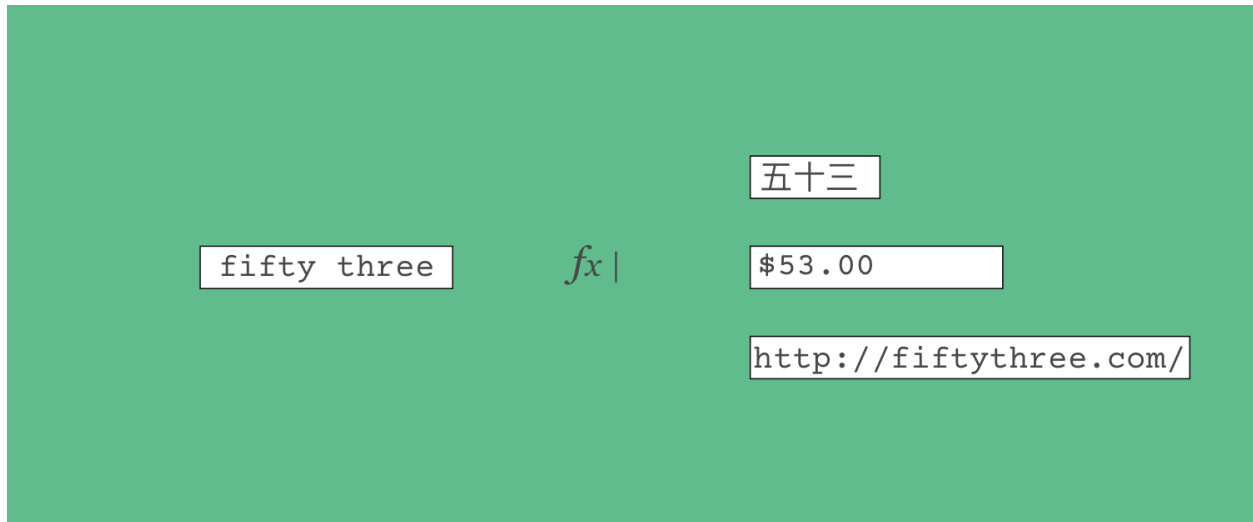 五十三
fifty three fx | $53.00
http://fiftythree.com/